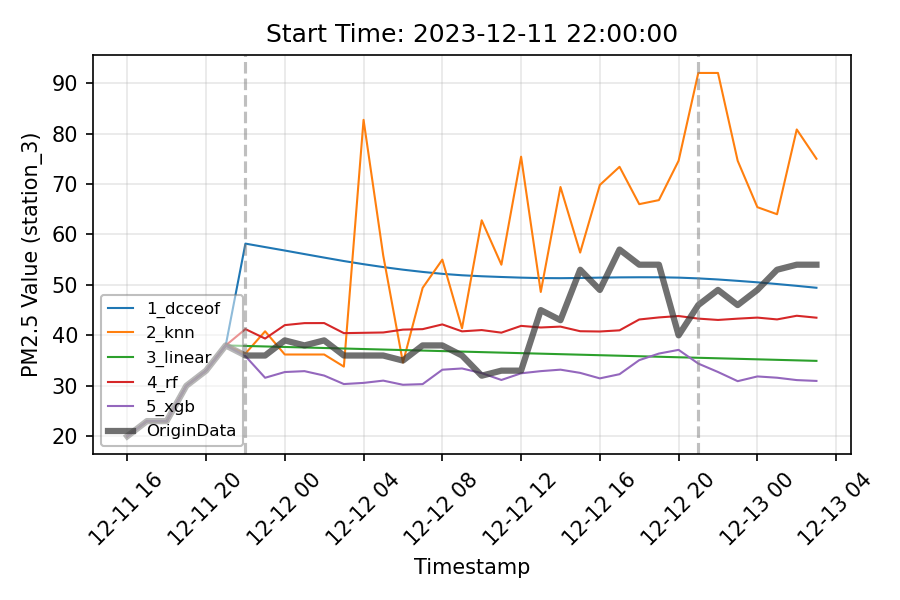 Start Time: 2023-12-11 22:00:00
PM2.5 Value (station_3)
90
80
70
60
50
40
30
20
1_dcceof
2_knn
3_linear
4_rf
5_xgb
OriginData
12-11 16
12-11 20
12-12 00
12-12 04
12-12 08
12-12 12
12-12 16
12-12 20
12-13 00
12-13 04
Timestamp